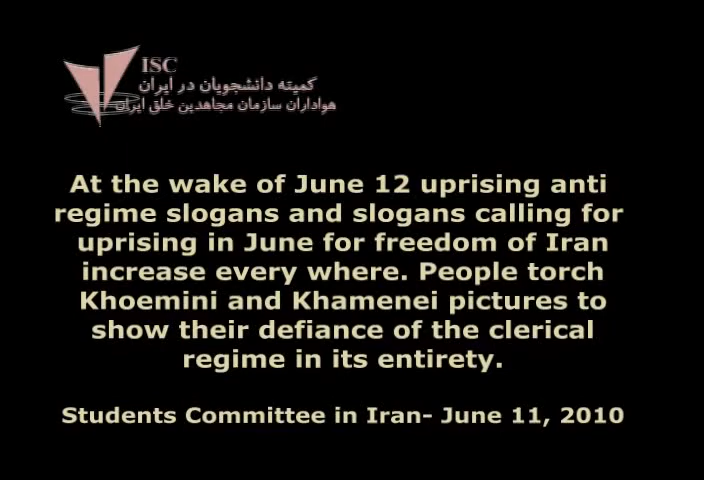 ISC
کمیته دانشجویان در ایران
هواداران سازمان مجاهدین خلق ایران
At the wake of June 12 uprising anti
regime slogans and slogans calling for
uprising in June for freedom of Iran
increase every where. People torch
Khoemini and Khamenei pictures to
show their defiance of the clerical
regime in its entirety.
Students Committee in Iran- June 11, 2010